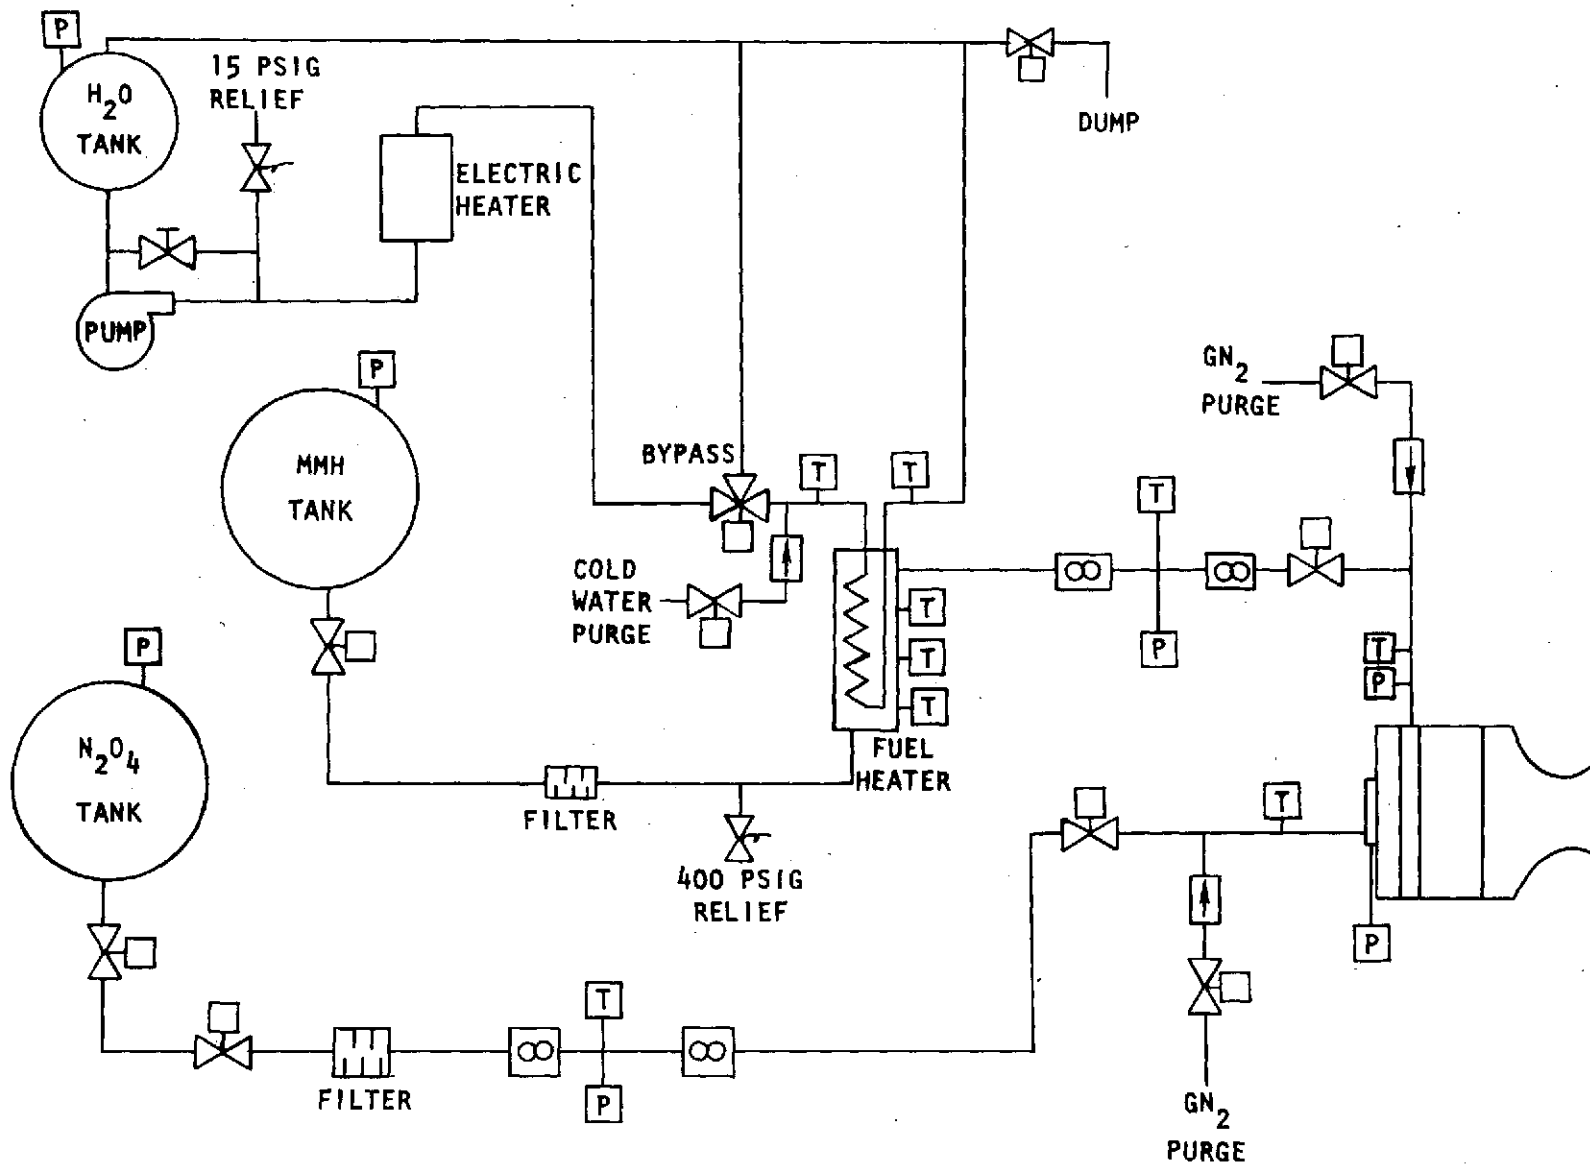 P
15 PSIG
RELIEF
H2O
TANK
DUMP
ELECTRIC
HEATER
PUMP
P
GN2
PURGE
MMH
TANK
BYPASS
T
T
T
COLD
WATER
PURGE
T
T
T
P
T
P
P
N2O4
TANK
FUEL
HEATER
FILTER
T
400 PSIG
RELIEF
P
T
P
FILTER
GN2
PURGE